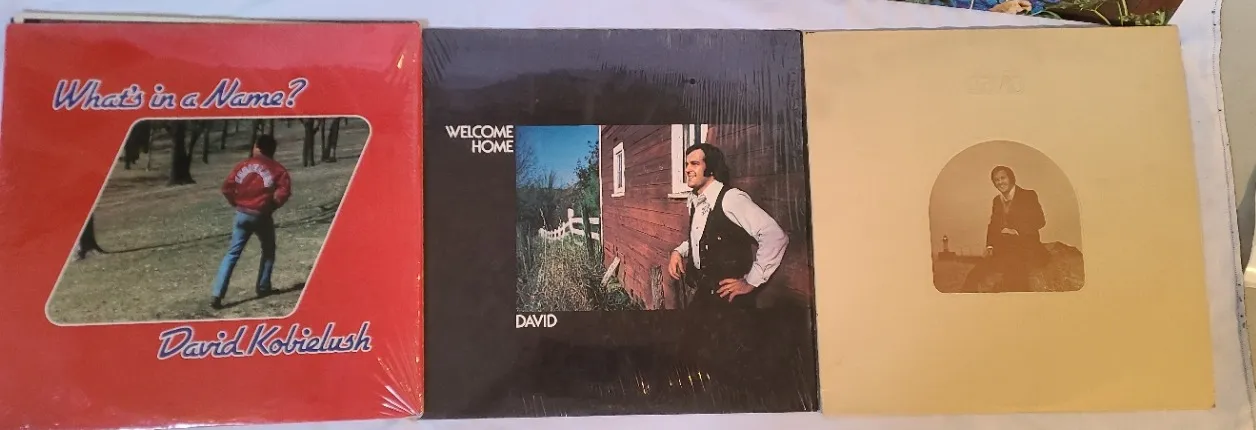 What's in a Name?
David Kobielush
WELCOME
HOME
DAVID